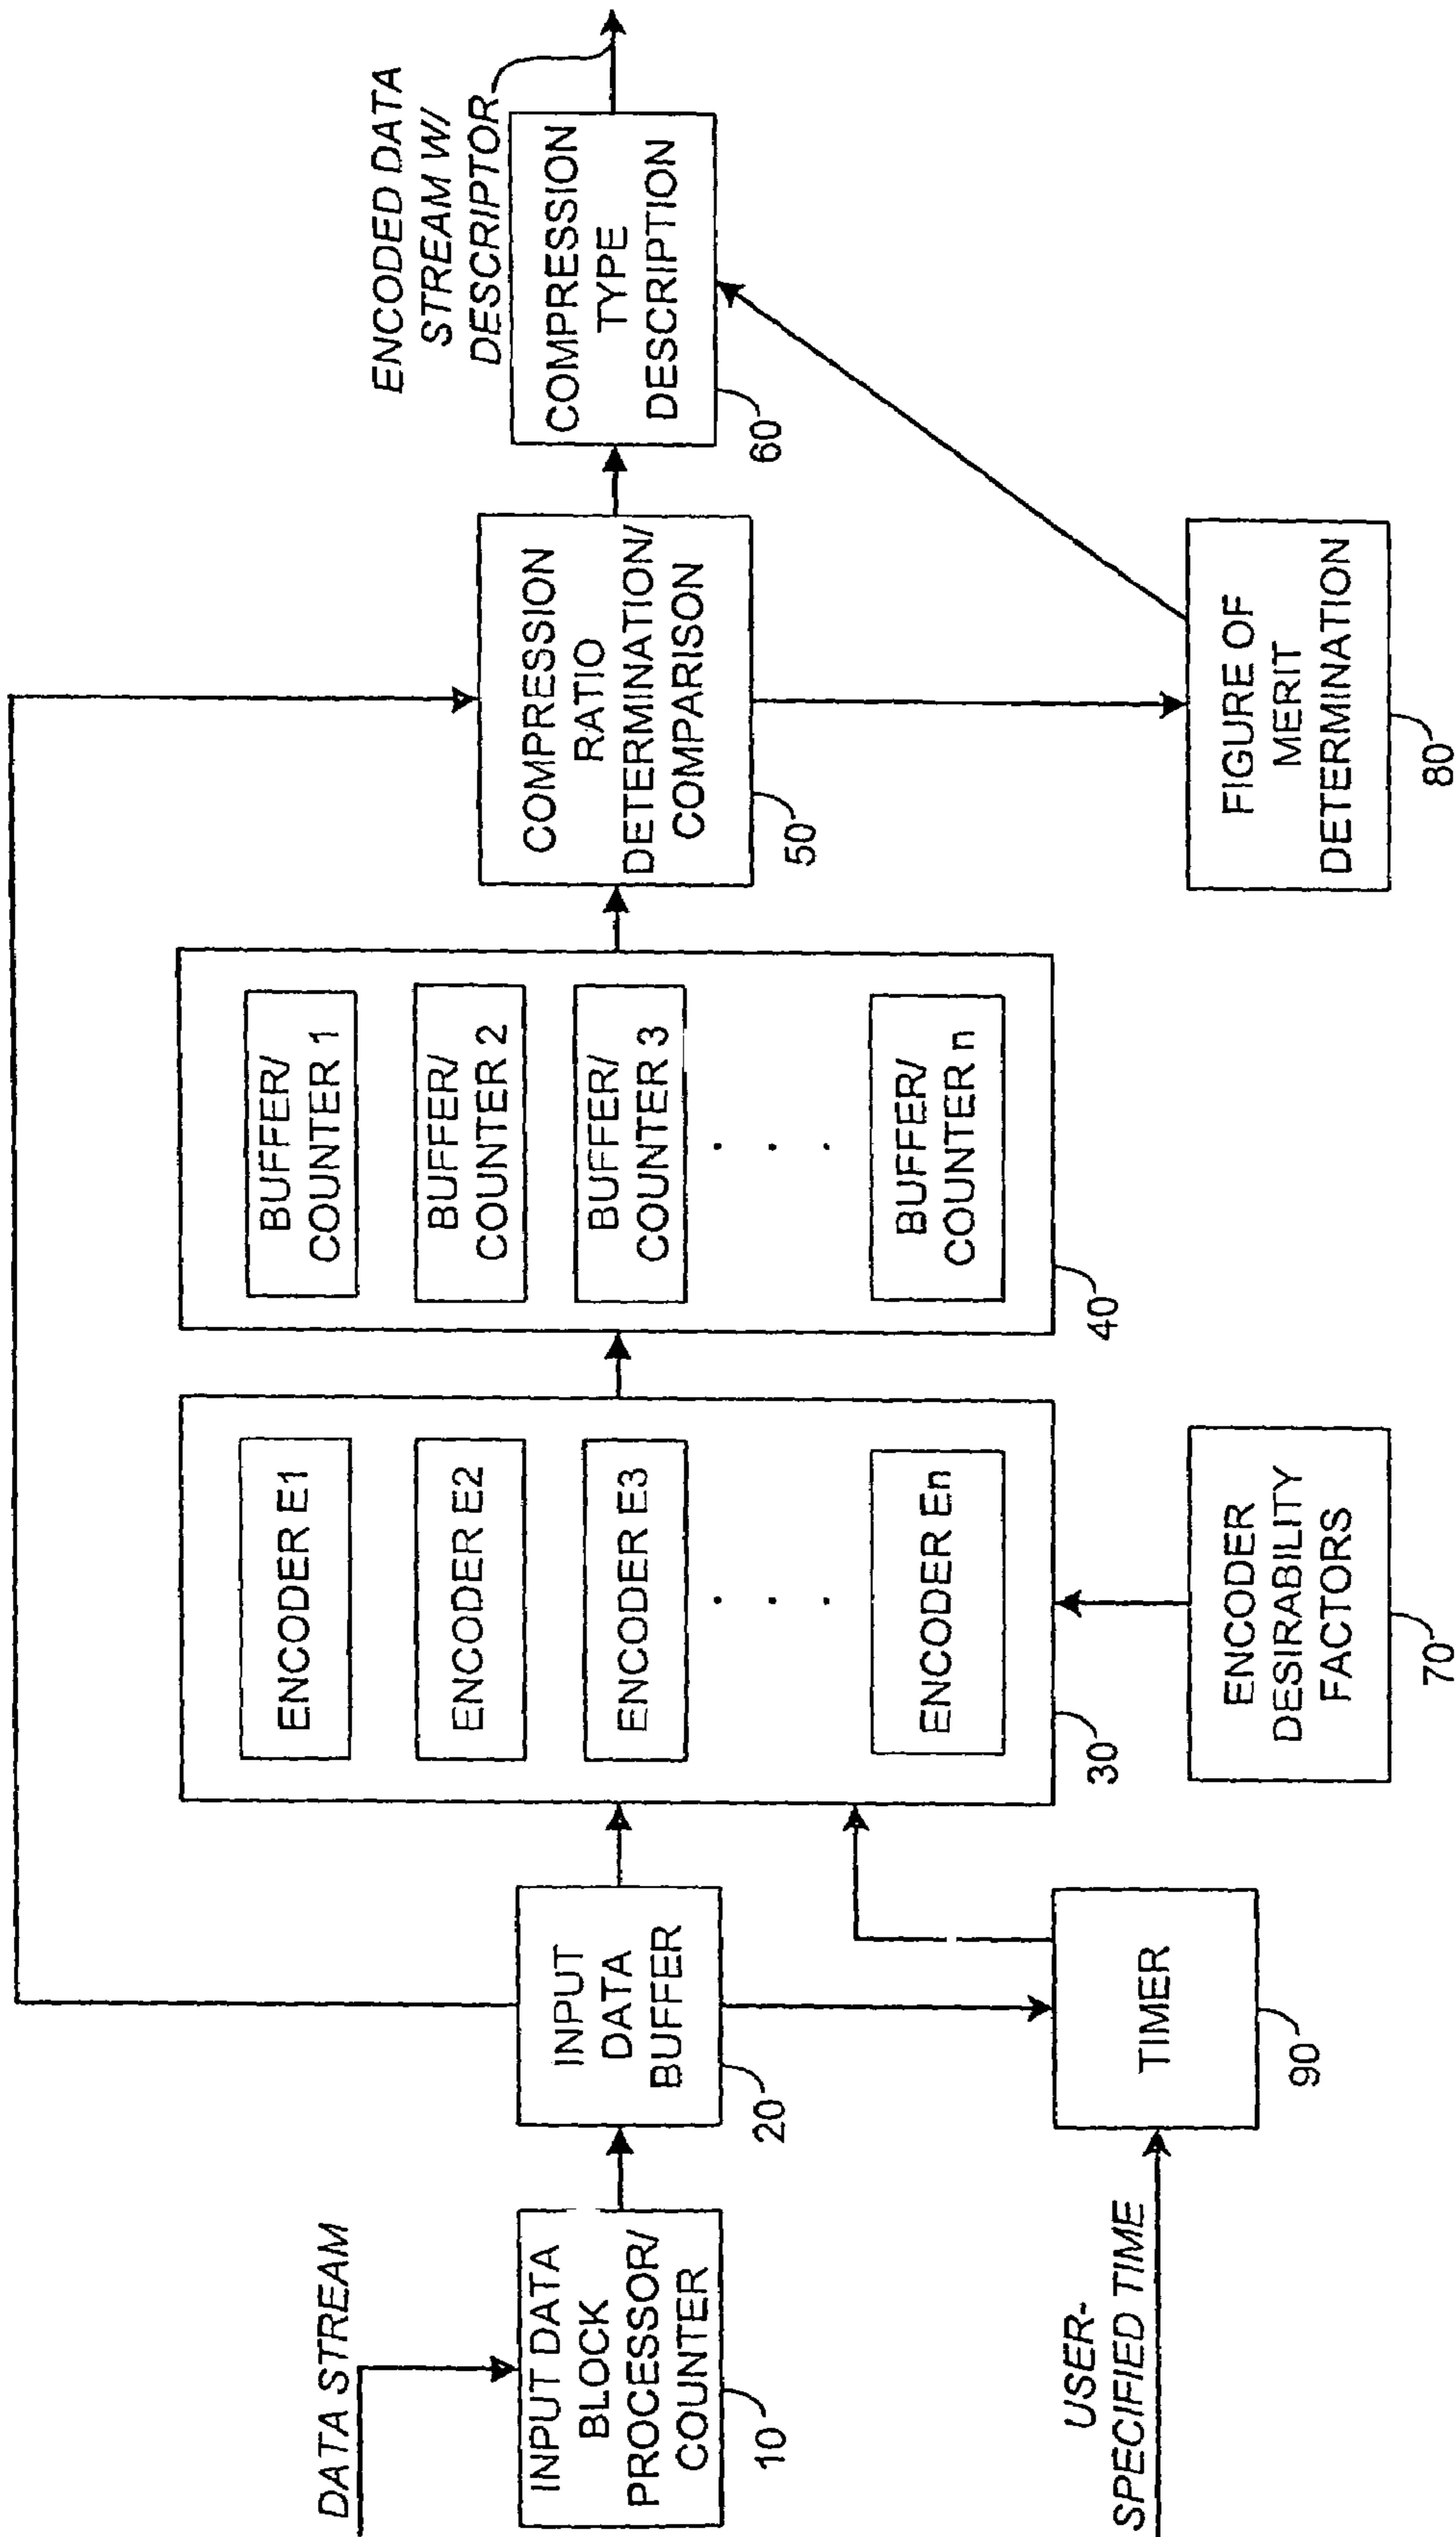 DATA STREAM
INPUT DATA
BLOCK
PROCESSOR/
COUNTER
10
INPUT
DATA
BUFFER
20
USER-
SPECIFIED TIME
TIMER
90
ENCODER E1
ENCODER E2
ENCODER E3
. . .
ENCODER En
30
ENCODER
DESIRABILITY
FACTORS
70
BUFFER/
COUNTER 1
BUFFER/
COUNTER 2
BUFFER/
COUNTER 3
. . .
BUFFER/
COUNTER n
40
COMPRESSION
RATIO
DETERMINATION/
COMPARISON
50
FIGURE OF
MERIT
DETERMINATION
80
COMPRESSION
TYPE
DESCRIPTION
60
ENCODED DATA
STREAM W/
DESCRIPTOR